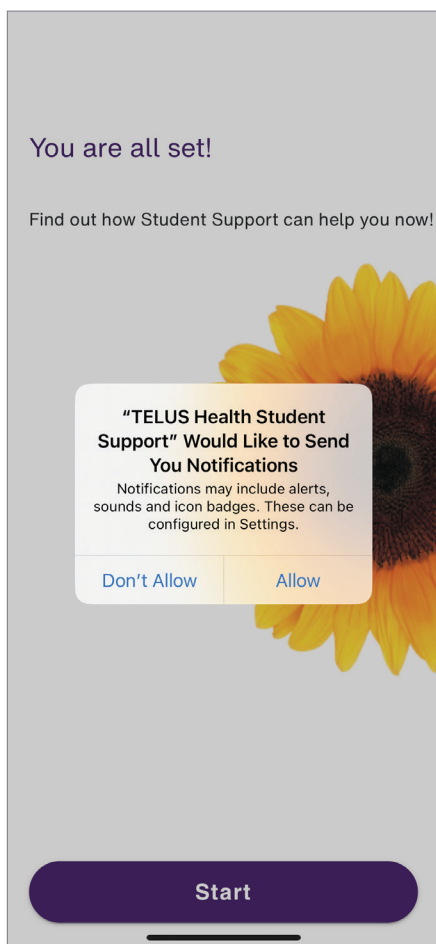 You are all set!
Find out how Student Support can help you now!
“TELUS Health Student
Support” Would Like to Send
You Notifications
Notifications may include alerts,
sounds and icon badges. These can be
configured in Settings.
Don’t Allow
Allow
Start